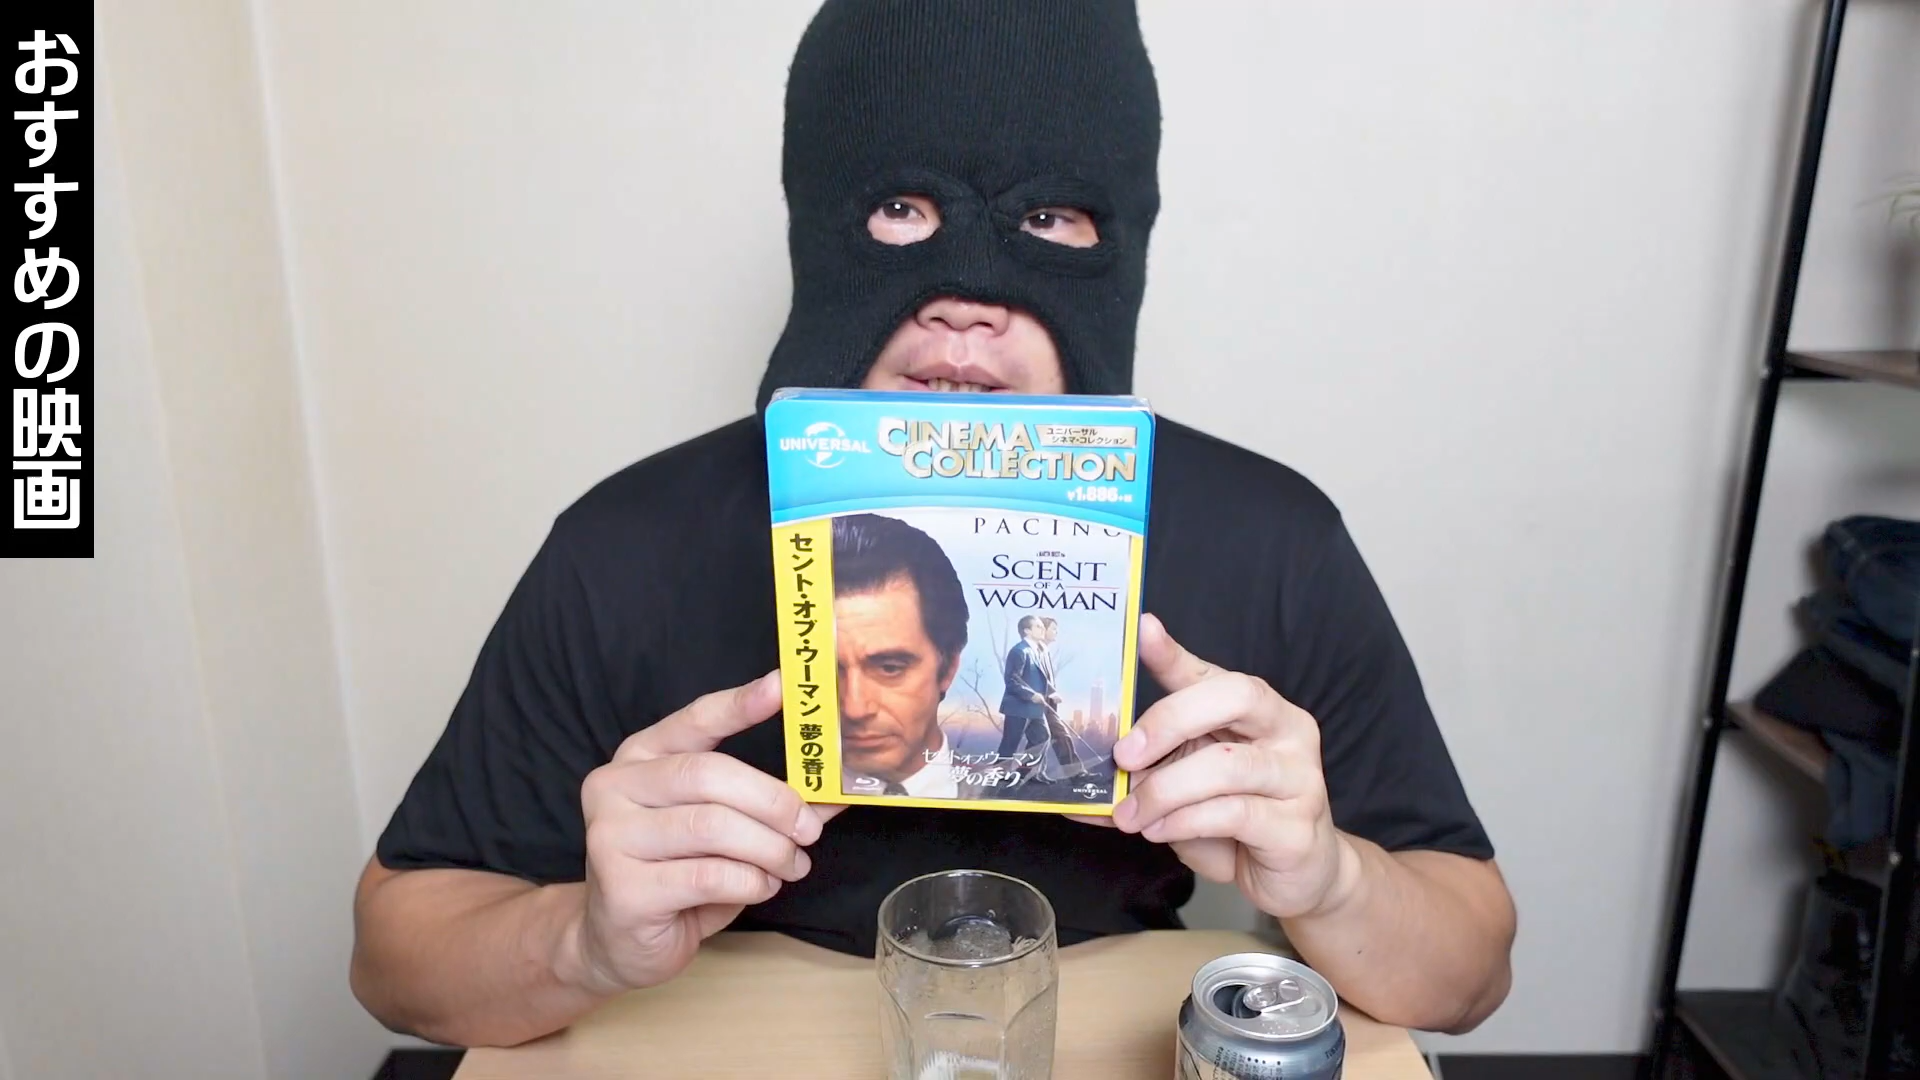 おすすめの映画
UNIVERSAL
CINEMA
COLLECTION
ユニバーサル
シネマ・コレクション
セント・オブ・ウーマン 夢の香り
PACINO
SCENT
OF A
WOMAN
セント・オブ・ウーマン
夢の香り
UNIVERSAL